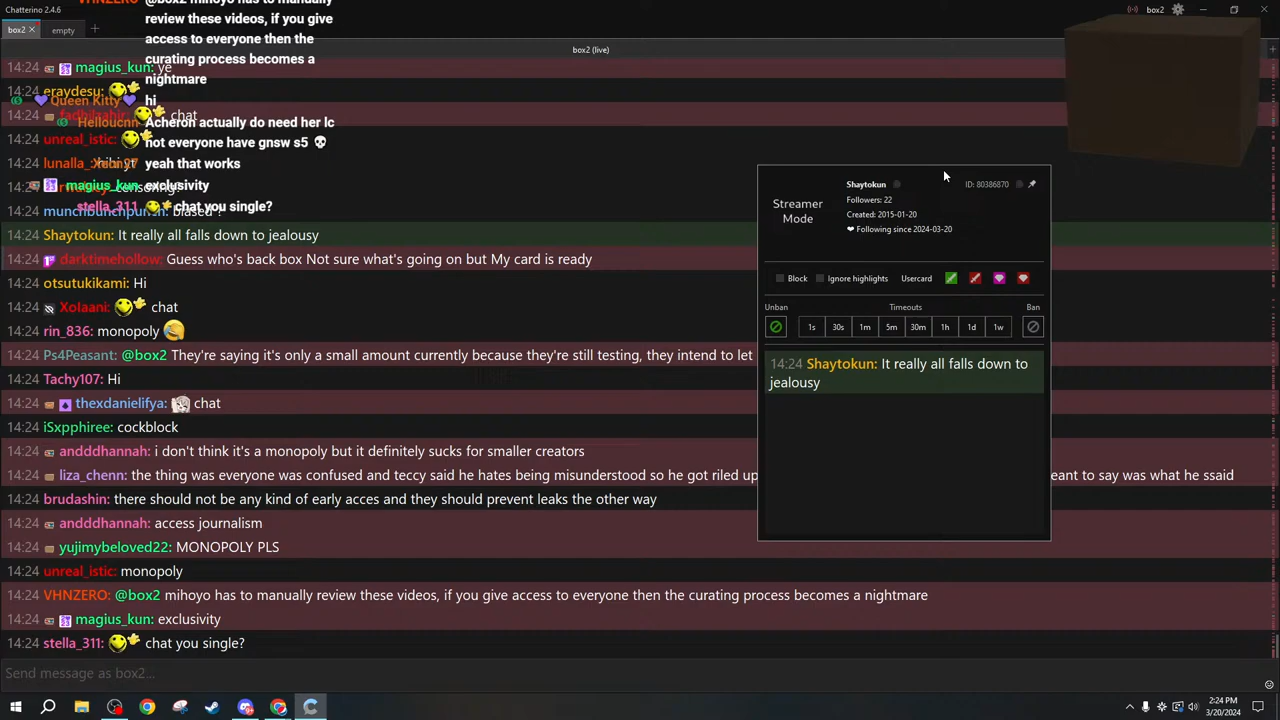 Chatterino 2.4.6
box2
box2
empty
@box2 mihoyo has to manually
review these videos, if you give
access to everyone then the
curating process becomes a
nightmare
hi
Acheron actually do need her lc
not everyone have gnsw s5
yeah that works
exclusivity
chat you single?
Queen Kitty
Helloucnn
magius_kun:
stella_311:
box2 (live)
14:24 magius_kun: ye
eraydesu:
14:24 chat
14:24 unreal_istic:
14:24 lunalla_
14:24
munchbunchpunch: biased ?
14:24 Shaytokun: It really all falls down to jealousy
14:24 darktimehollow: Guess who's back box Not sure what's going on but My card is ready
14:24 otsutukikami: Hi
14:24 Xolaani: chat
14:24 rin_836: monopoly
14:24 Ps4Peasant: @box2 They're saying it's only a small amount currently because they're still testing, they intend to let
14:24 Tachy107: Hi
14:24 thexdanielifya: chat
14:24 iSxpphiree: cockblock
14:24 andddhannah: i don't think it's a monopoly but it definitely sucks for smaller creators
14:24 liza_chenn: the thing was everyone was confused and teccy said he hates being misunderstood so he got riled up
eant to say was what he ssaid
14:24 brudashin: there should not be any kind of early acces and they should prevent leaks the other way
14:24 andddhannah: access journalism
14:24 yujimybeloved22: MONOPOLY PLS
14:24 unreal_istic: monopoly
14:24 VHNZERO: @box2 mihoyo has to manually review these videos, if you give access to everyone then the curating process becomes a nightmare
14:24 magius_kun: exclusivity
14:24 stella_311: chat you single?
Send message as box2...
Streamer
Mode
Shaytokun
ID: 80386870
Followers: 22
Created: 2015-01-20
❤ Following since 2024-03-20
Block
Ignore highlights
Usercard
Unban
Timeouts
Ban
1s 30s 1m 5m 30m 1h 1d 1w
14:24 Shaytokun: It really all falls down to
jealousy
2:24 PM
3/20/2024